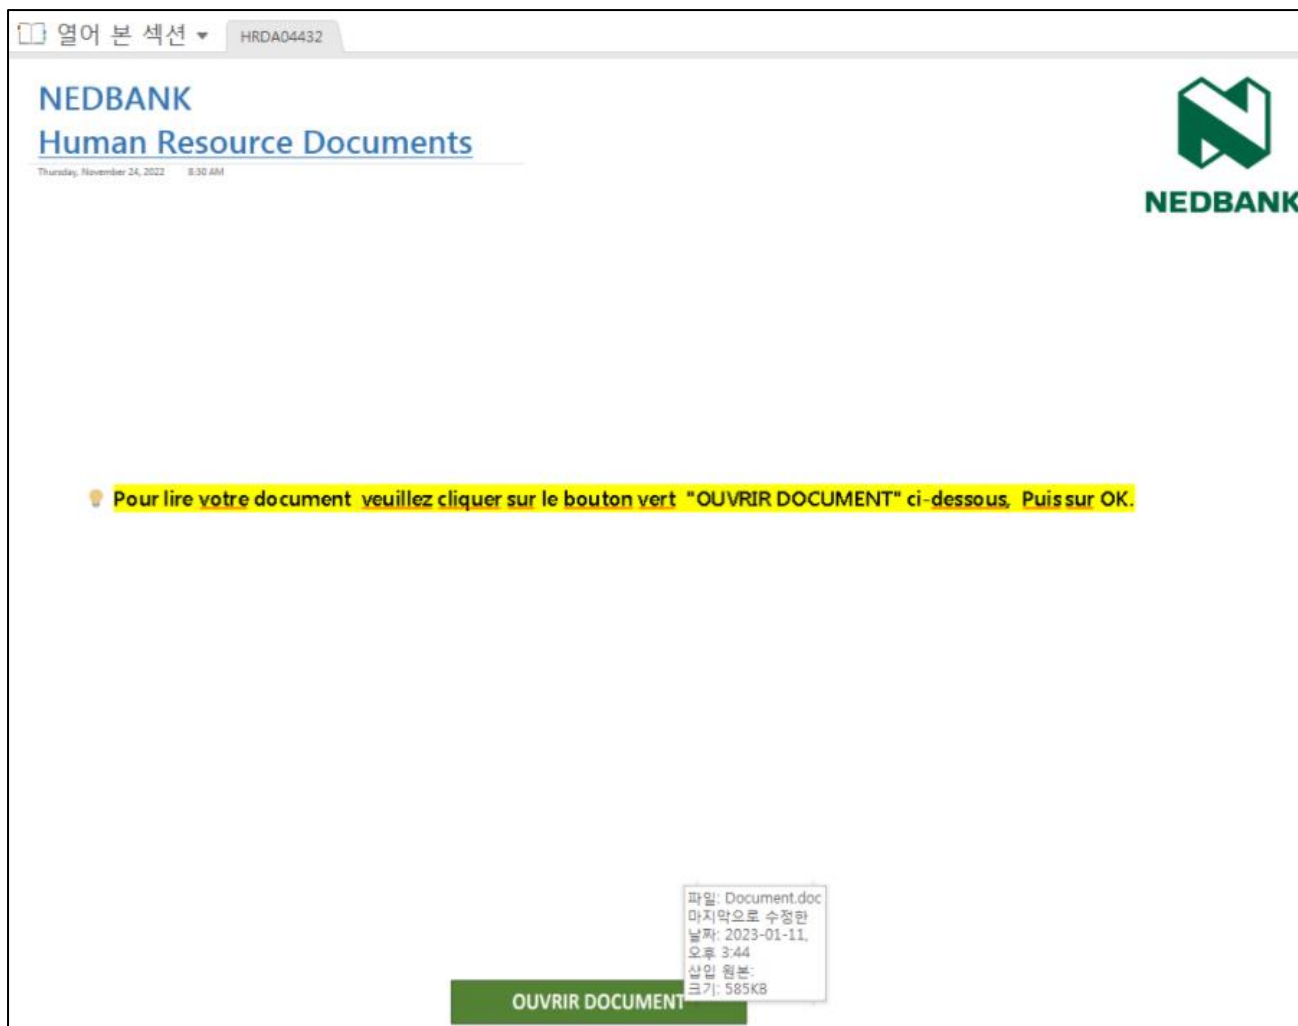 열어 본 섹션 HRDA04432
NEDBANK
Human Resource Documents
Thursday, November 24, 2022 8:30 AM
NEDBANK
Pour lire votre document veuillez cliquer sur le bouton vert "OUVRIR DOCUMENT" ci-dessous, Puis sur OK.
파일: Document.doc
마지막으로 수정한
날짜: 2023-01-11,
오후 3:44
삽입 원본:
크기: 585KB
OUVRIR DOCUMENT